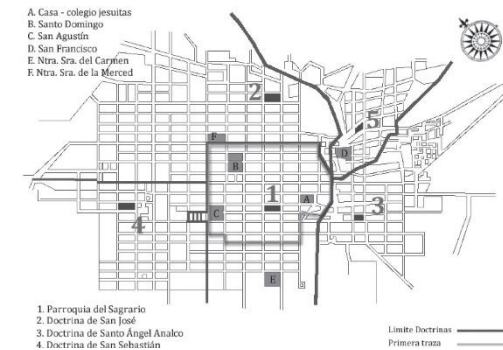 A. Casa - colegio jesuitas
B. Santo Domingo
C. San Agustín
D. San Francisco
E. Ntra. Sra. del Carmen
F. Ntra. Sra. de la Merced
2
5
F
D
B
1
A
3
4
C
E
1. Parroquia del Sagrario
2. Doctrina de San José
3. Doctrina de Santo Ángel Analco
4. Doctrina de San Sebastián
Límite Doctrinas
Primera traza